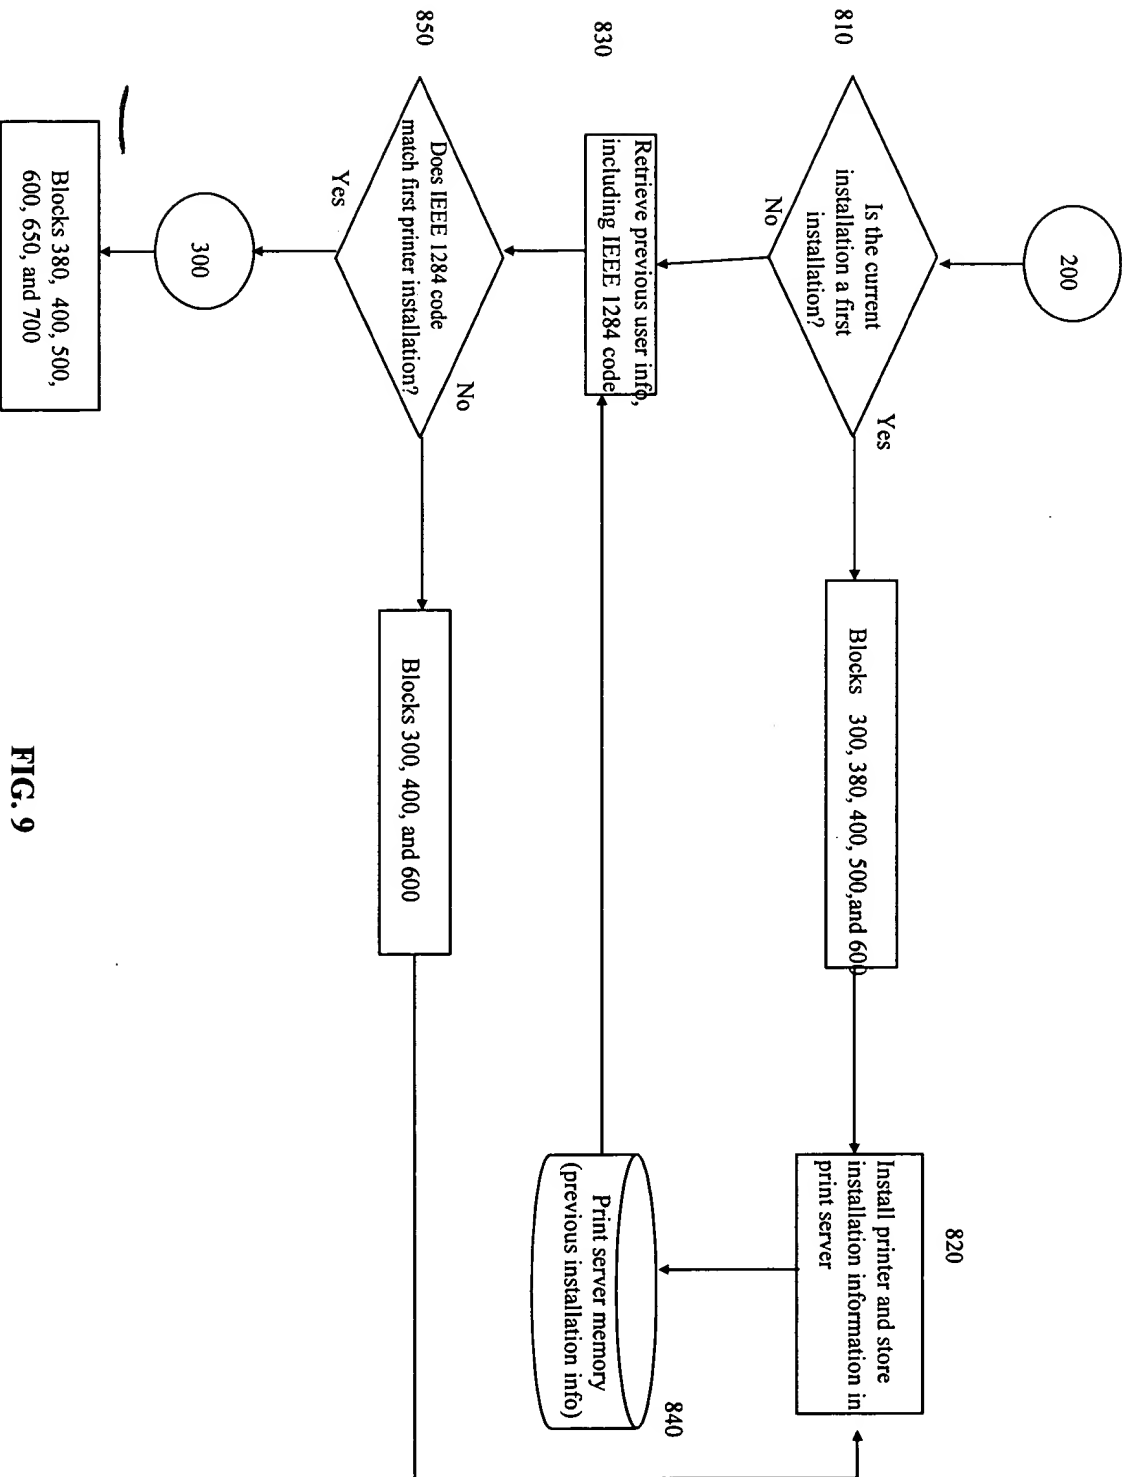 200
810
Is the current
installation a first
installation?
Yes
No
Blocks 300, 380, 400, 500,and 600
820
Install printer and store
installation information in
print server
830
Retrieve previous user info,
including IEEE 1284 code
Print server memory
(previous installation info)
840
850
Does IEEE 1284 code
match first printer installation?
No
Yes
Blocks 300, 400, and 600
300
Blocks 380, 400, 500,
600, 650, and 700
FIG. 9